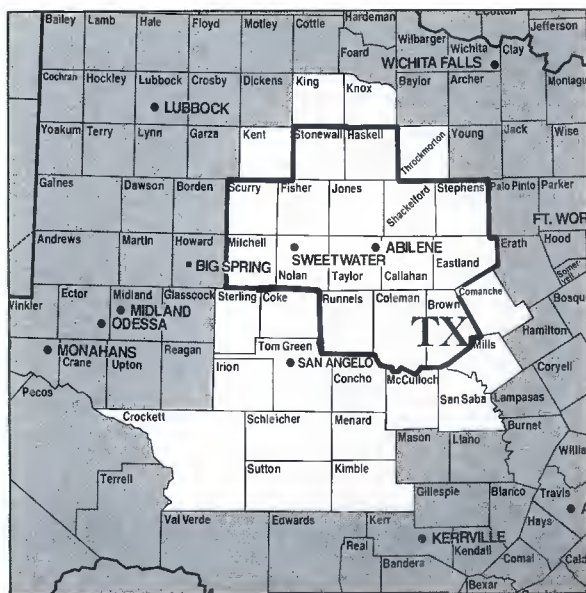 Bailey Lamb Hale Floyd Motley Cottle Hardeman
Foard Wilbarger Wichita Clay Jefferson
WICHITA FALLS
Cochran Hockley Lubbock Crosby Dickens King Knox Baylor Archer Montagu
LUBBOCK
Yoakum Terry Lynn Garza Kent Stonewall Haskell Throckmorton Young Jack Wise
Gaines Dawson Borden Scurry Fisher Jones Shackelford Stephens Palo Pinto Parker
FT. WOR
Andrews Martin Howard Mitchell Erath Hood
SWEETWATER ABILENE
BIG SPRING Nolan Taylor Callahan Eastland Somer
vell
Winkler Ector Midland Glasscock Sterling Coke Runnels Coleman Brown Comanche Bosqu
MIDLAND
ODESSA
TX
Hamilton
MONAHANS Reagan Tom Green Mills
Crane Upton Irion SAN ANGELO Coryell
Pecos Concho McCulloch San Saba Lampasas
Crockett Schleicher Menard Burnet
Mason Llano Willia
Terrell Sutton Kimble
Gillespie Blanco Travis
A
Val Verde Edwards Kerr Hays
KERRVILLE
Real Kendall Comal Cald
Bandera
Bexar